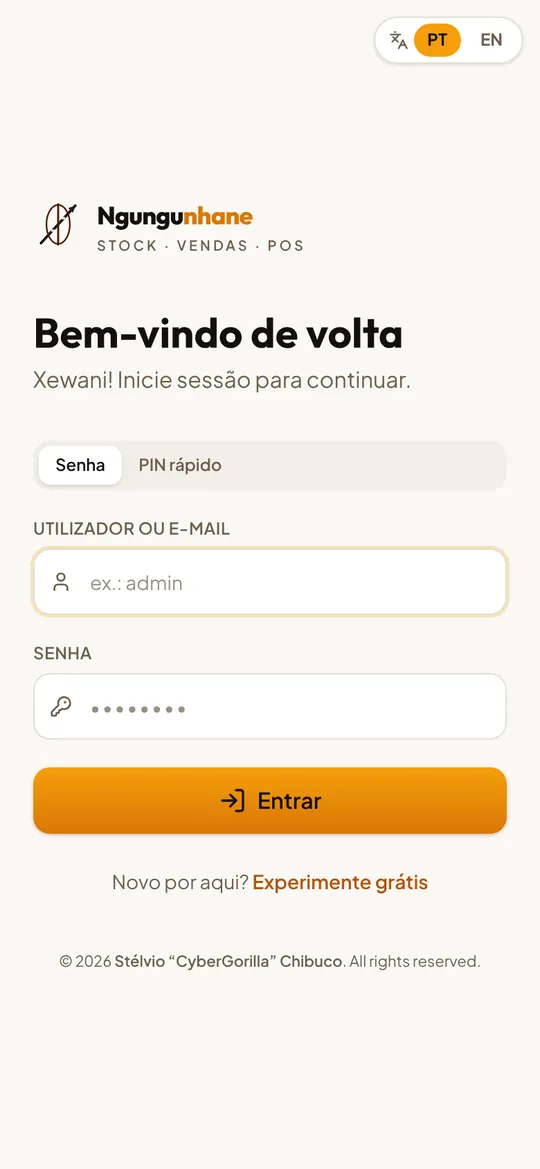 PT EN
Ngungunhane
STOCK · VENDAS · POS
Bem-vindo de volta
Xewani! Inicie sessão para continuar.
Senha PIN rápido
UTILIZADOR OU E-MAIL
ex.: admin
SENHA
••••••••
Entrar
Novo por aqui? Experimente grátis
© 2026 Stélvio “CyberGorilla” Chibuco. All rights reserved.